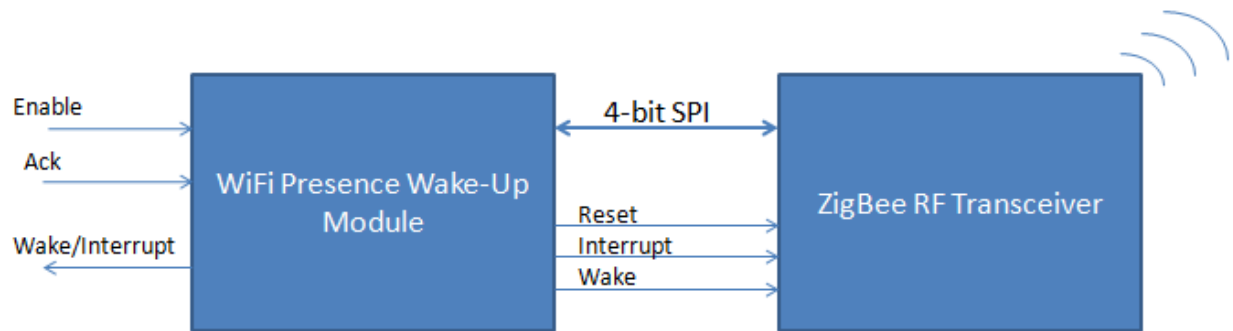 Enable
Ack
Wake/Interrupt
WiFi Presence Wake-Up
Module
4-bit SPI
Reset
Interrupt
Wake
ZigBee RF Transceiver